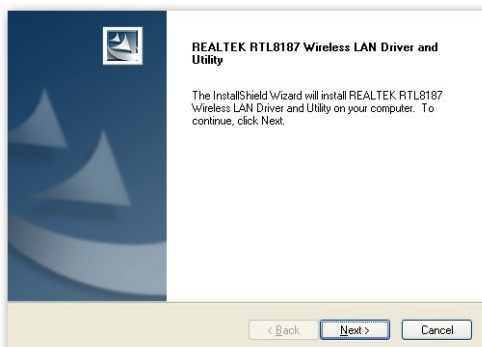 REALTEK RTL8187 Wireless LAN Driver and
Utility
The InstallShield Wizard will install REALTEK RTL8187
Wireless LAN Driver and Utility on your computer. To
continue, click Next.
< Back
Next >
Cancel